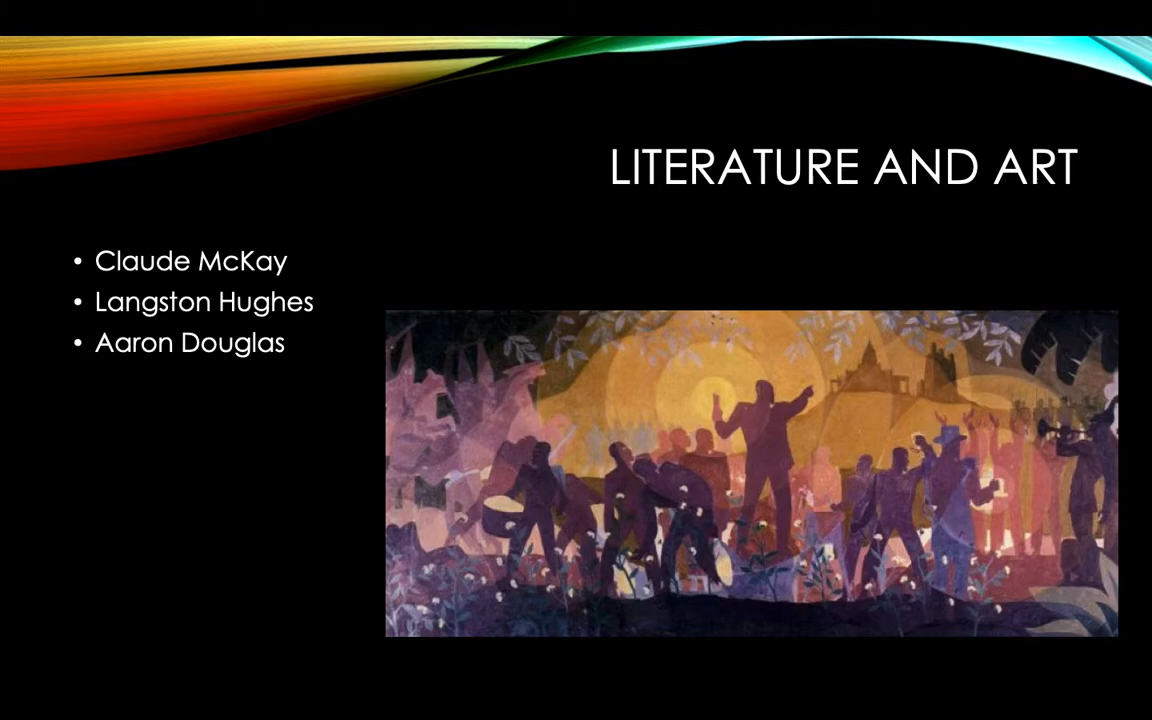 LITERATURE AND ART
• Claude McKay
• Langston Hughes
• Aaron Douglas